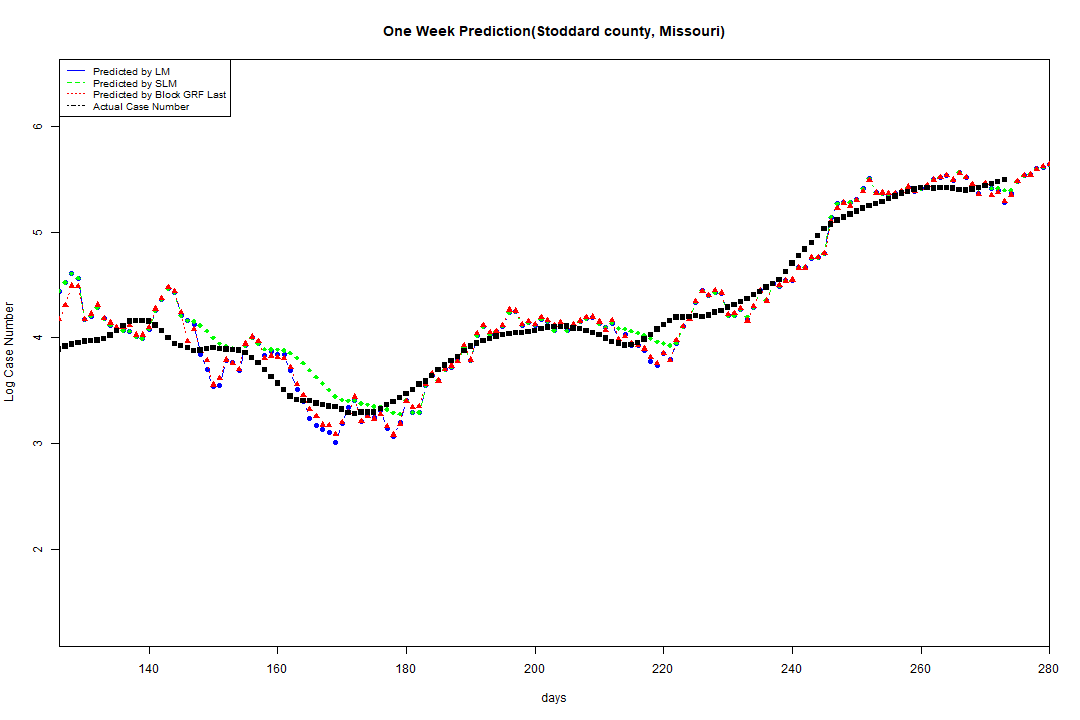 One Week Prediction(Stoddard county, Missouri)
Predicted by LM
Predicted by SLM
Predicted by Block GRF Last
Actual Case Number
6
5
4
3
2
Log Case Number
140 160 180 200 220 240 260 280
days